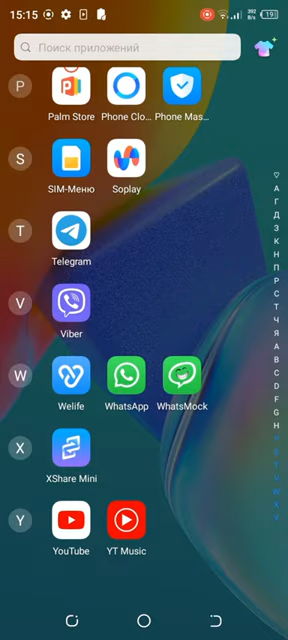 15:15
392 B/s
19
Поиск приложений
P
Palm Store Phone Clo... Phone Mas...
S
SIM-Меню Soplay
T
Telegram
V
Viber
W
Welife WhatsApp WhatsMock
X
XShare Mini
Y
YouTube YT Music
А
Г
Д
З
К
Н
П
Р
С
Т
Ч
Я
A
B
C
D
F
G
H
P
S
T
V
W
X
Y